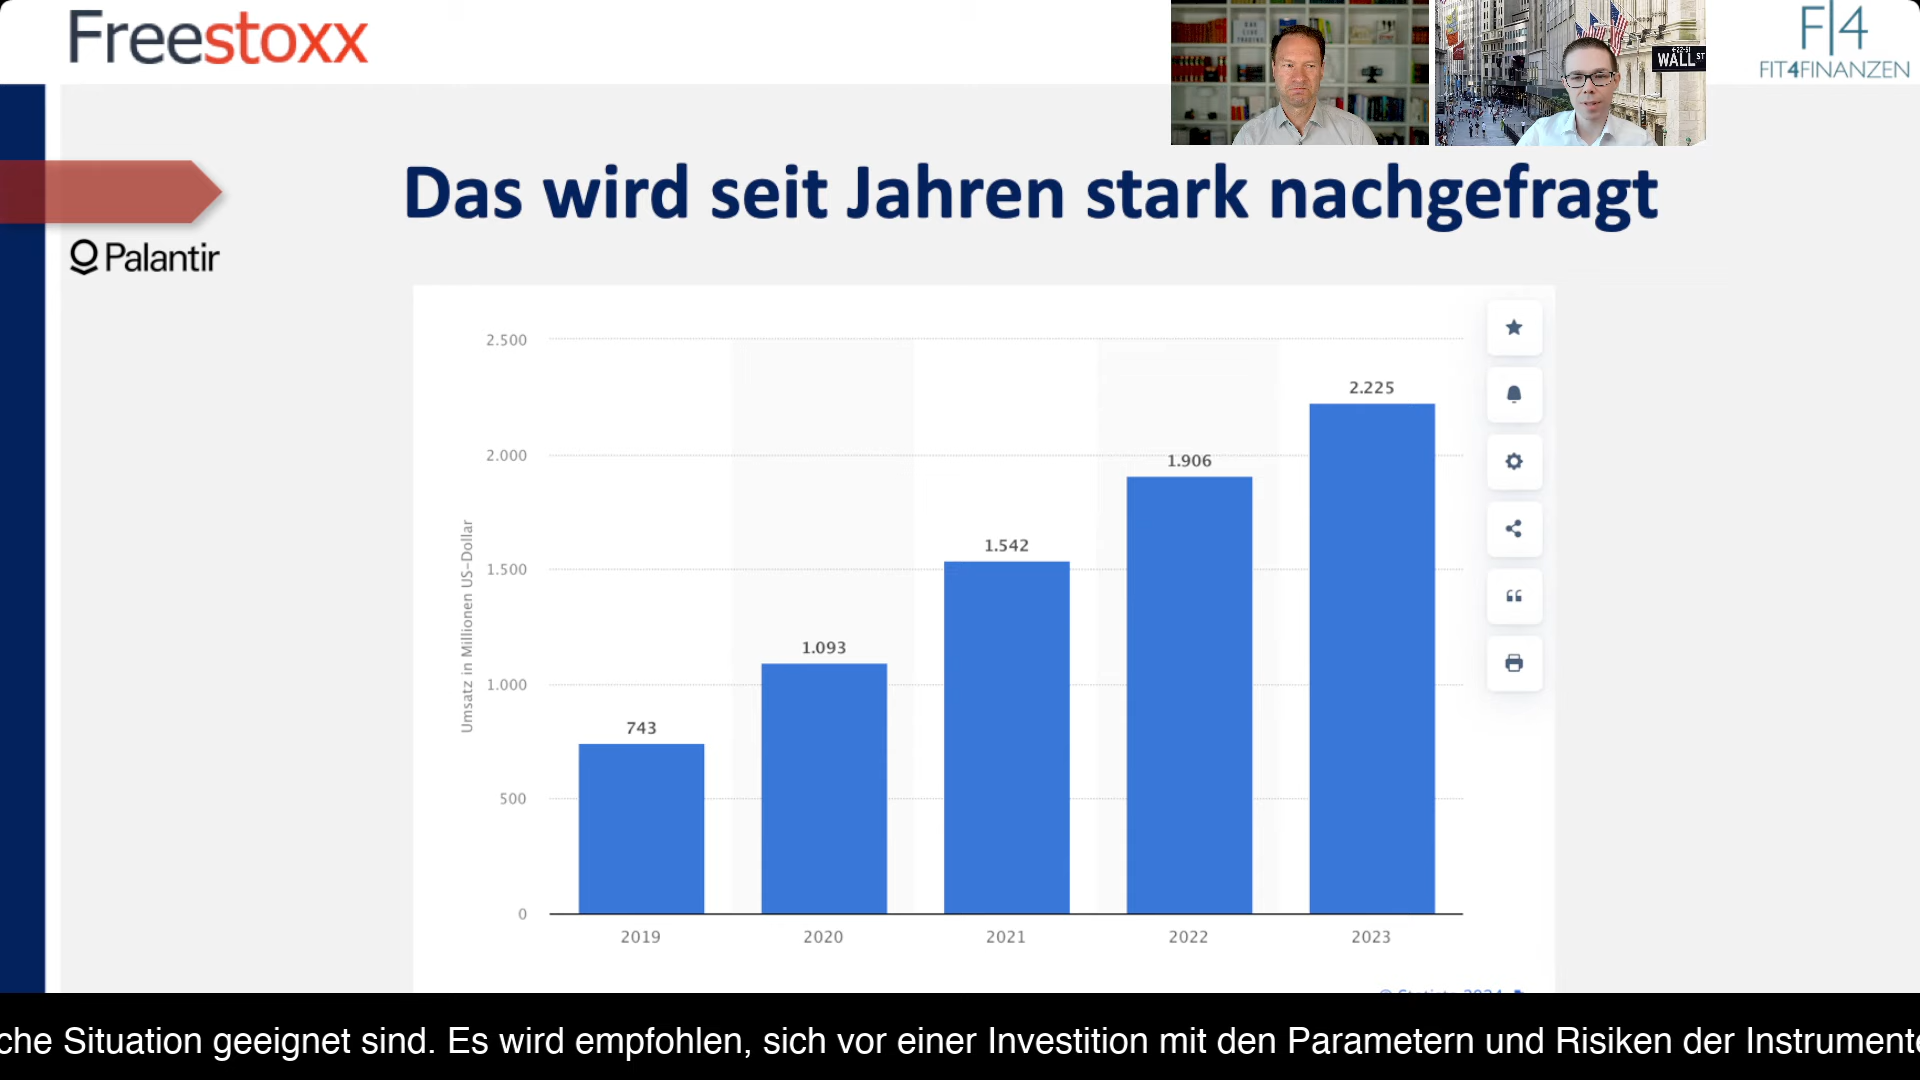 Freestoxx
WALL ST
F|4
FIT4FINANZEN
Das wird seit Jahren stark nachgefragt
Palantir
Umsatz in Millionen US-Dollar
2.500
2.000
1.500
1.000
500
0
743
1.093
1.542
1.906
2.225
2019
2020
2021
2022
2023
che Situation geeignet sind. Es wird empfohlen, sich vor einer Investition mit den Parametern und Risiken der Instrumente